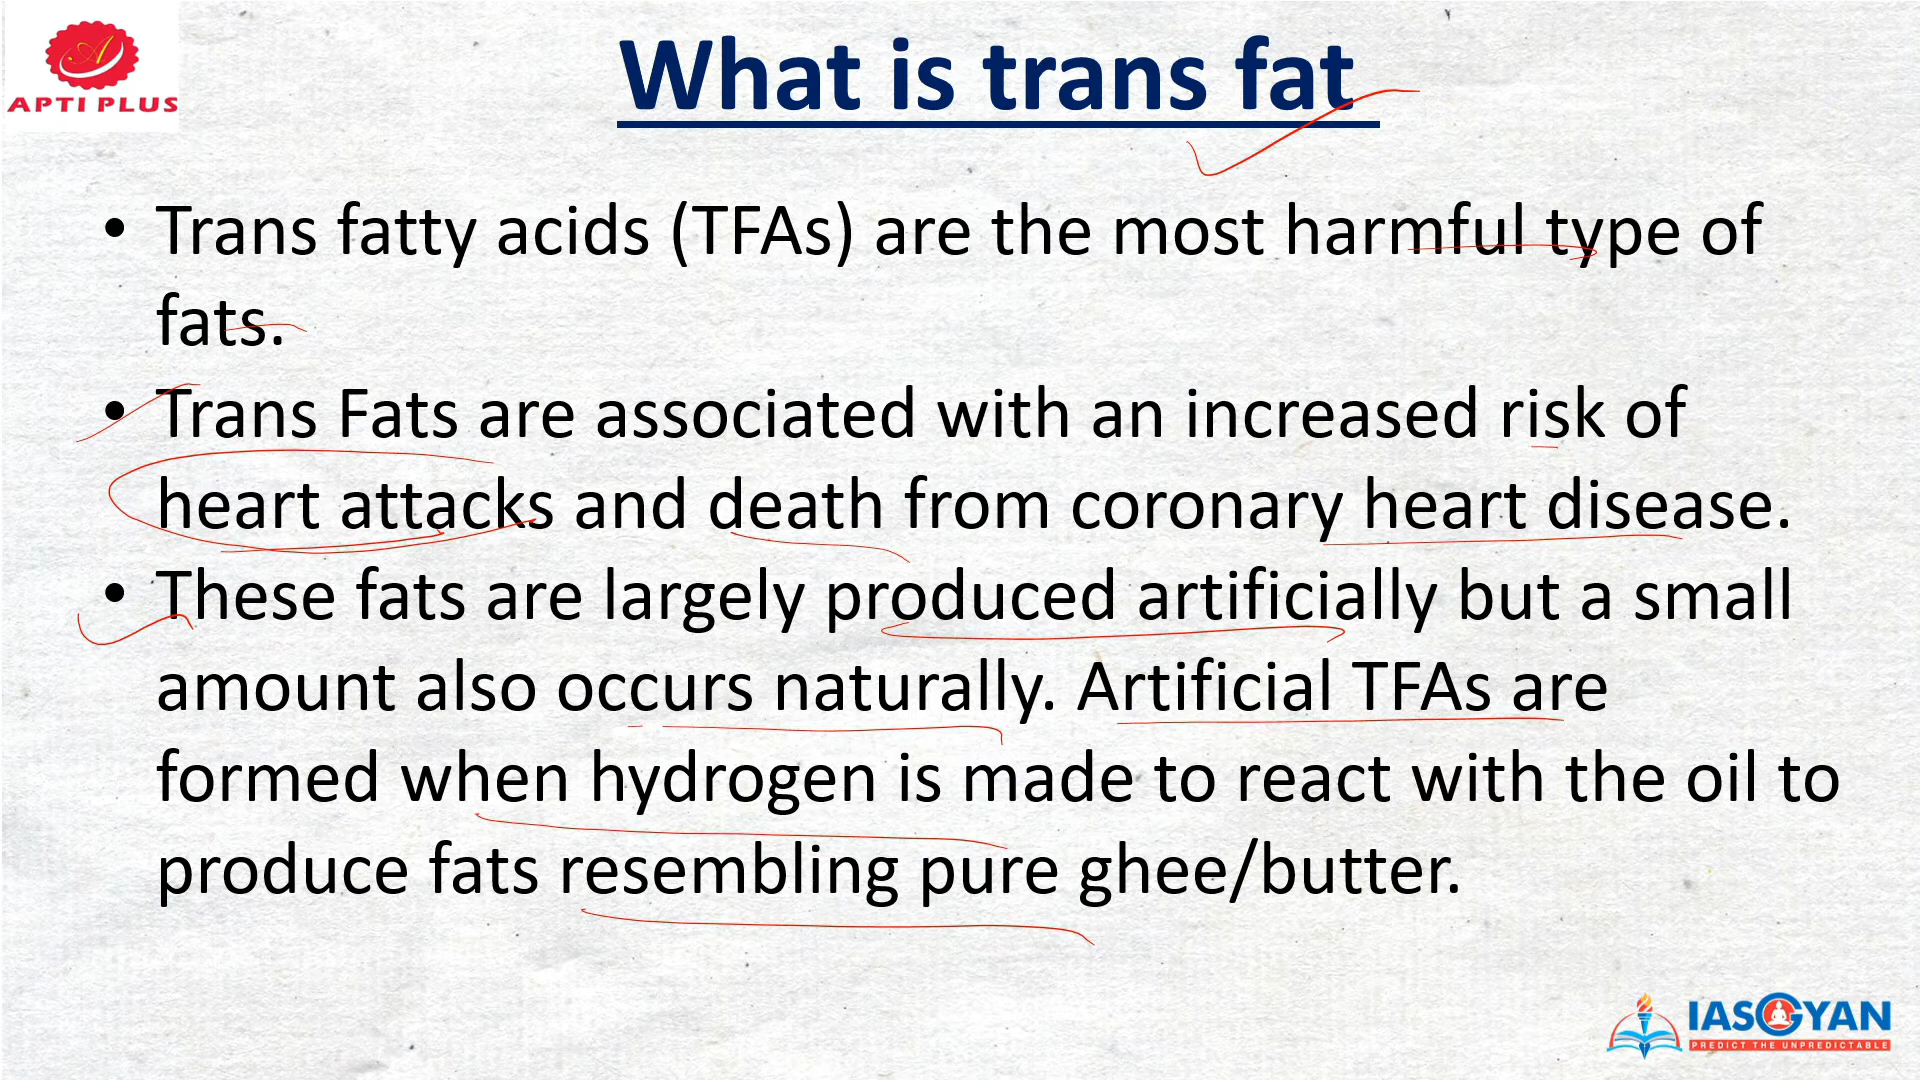 APTI PLUS
What is trans fat
• Trans fatty acids (TFAs) are the most harmful type of
fats.
• Trans Fats are associated with an increased risk of
heart attacks and death from coronary heart disease.
• These fats are largely produced artificially but a small
amount also occurs naturally. Artificial TFAs are
formed when hydrogen is made to react with the oil to
produce fats resembling pure ghee/butter.
IASGYAN
PREDICT THE UNPREDICTABLE